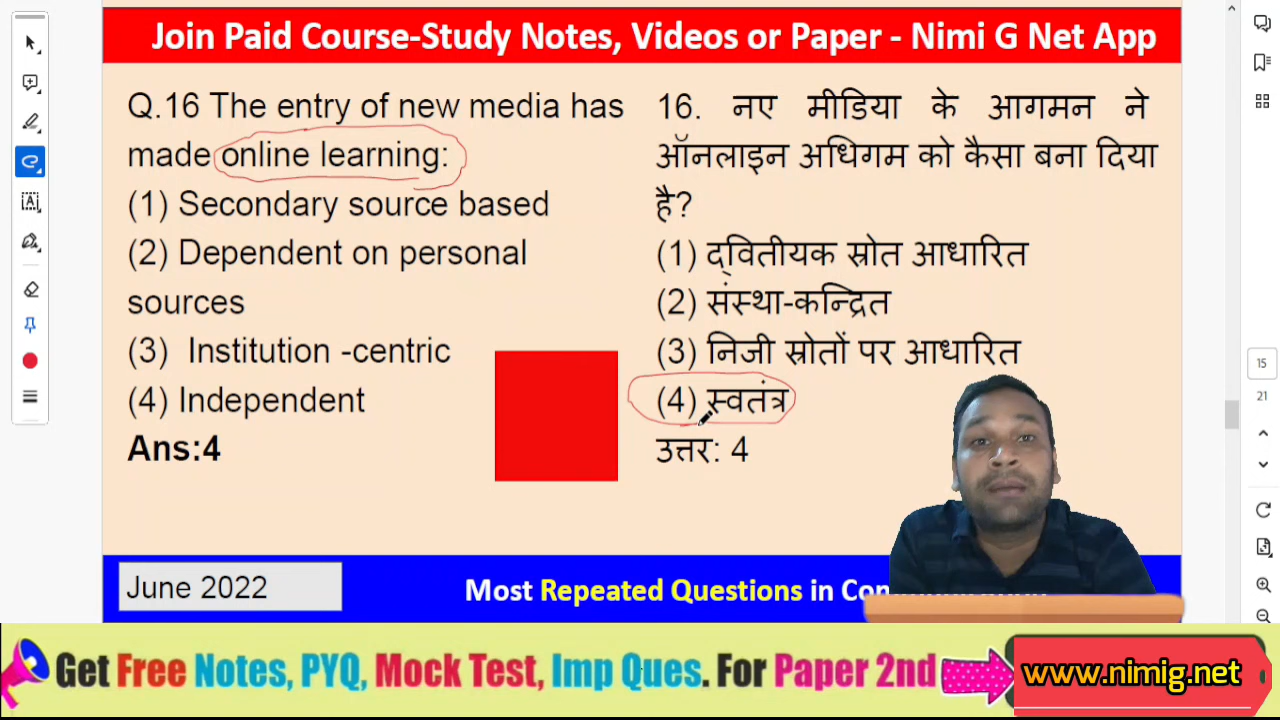 Join Paid Course-Study Notes, Videos or Paper - Nimi G Net App
Q.16 The entry of new media has
made online learning:
(1) Secondary source based
(2) Dependent on personal
sources
(3) Institution -centric
(4) Independent
Ans:4
16. नए मीडिया के आगमन ने
ऑनलाइन अधिगम को कैसा बना दिया
है?
(1) द्वितीयक स्रोत आधारित
(2) संस्था-कन्द्रित
(3) निजी स्रोतों पर आधारित
(4) स्वतंत्र
उत्तर: 4
15
21
June 2022
Most Repeated Questions in
Get Free Notes, PYQ, Mock Test, Imp Ques. For Paper 2nd
www.nimig.net